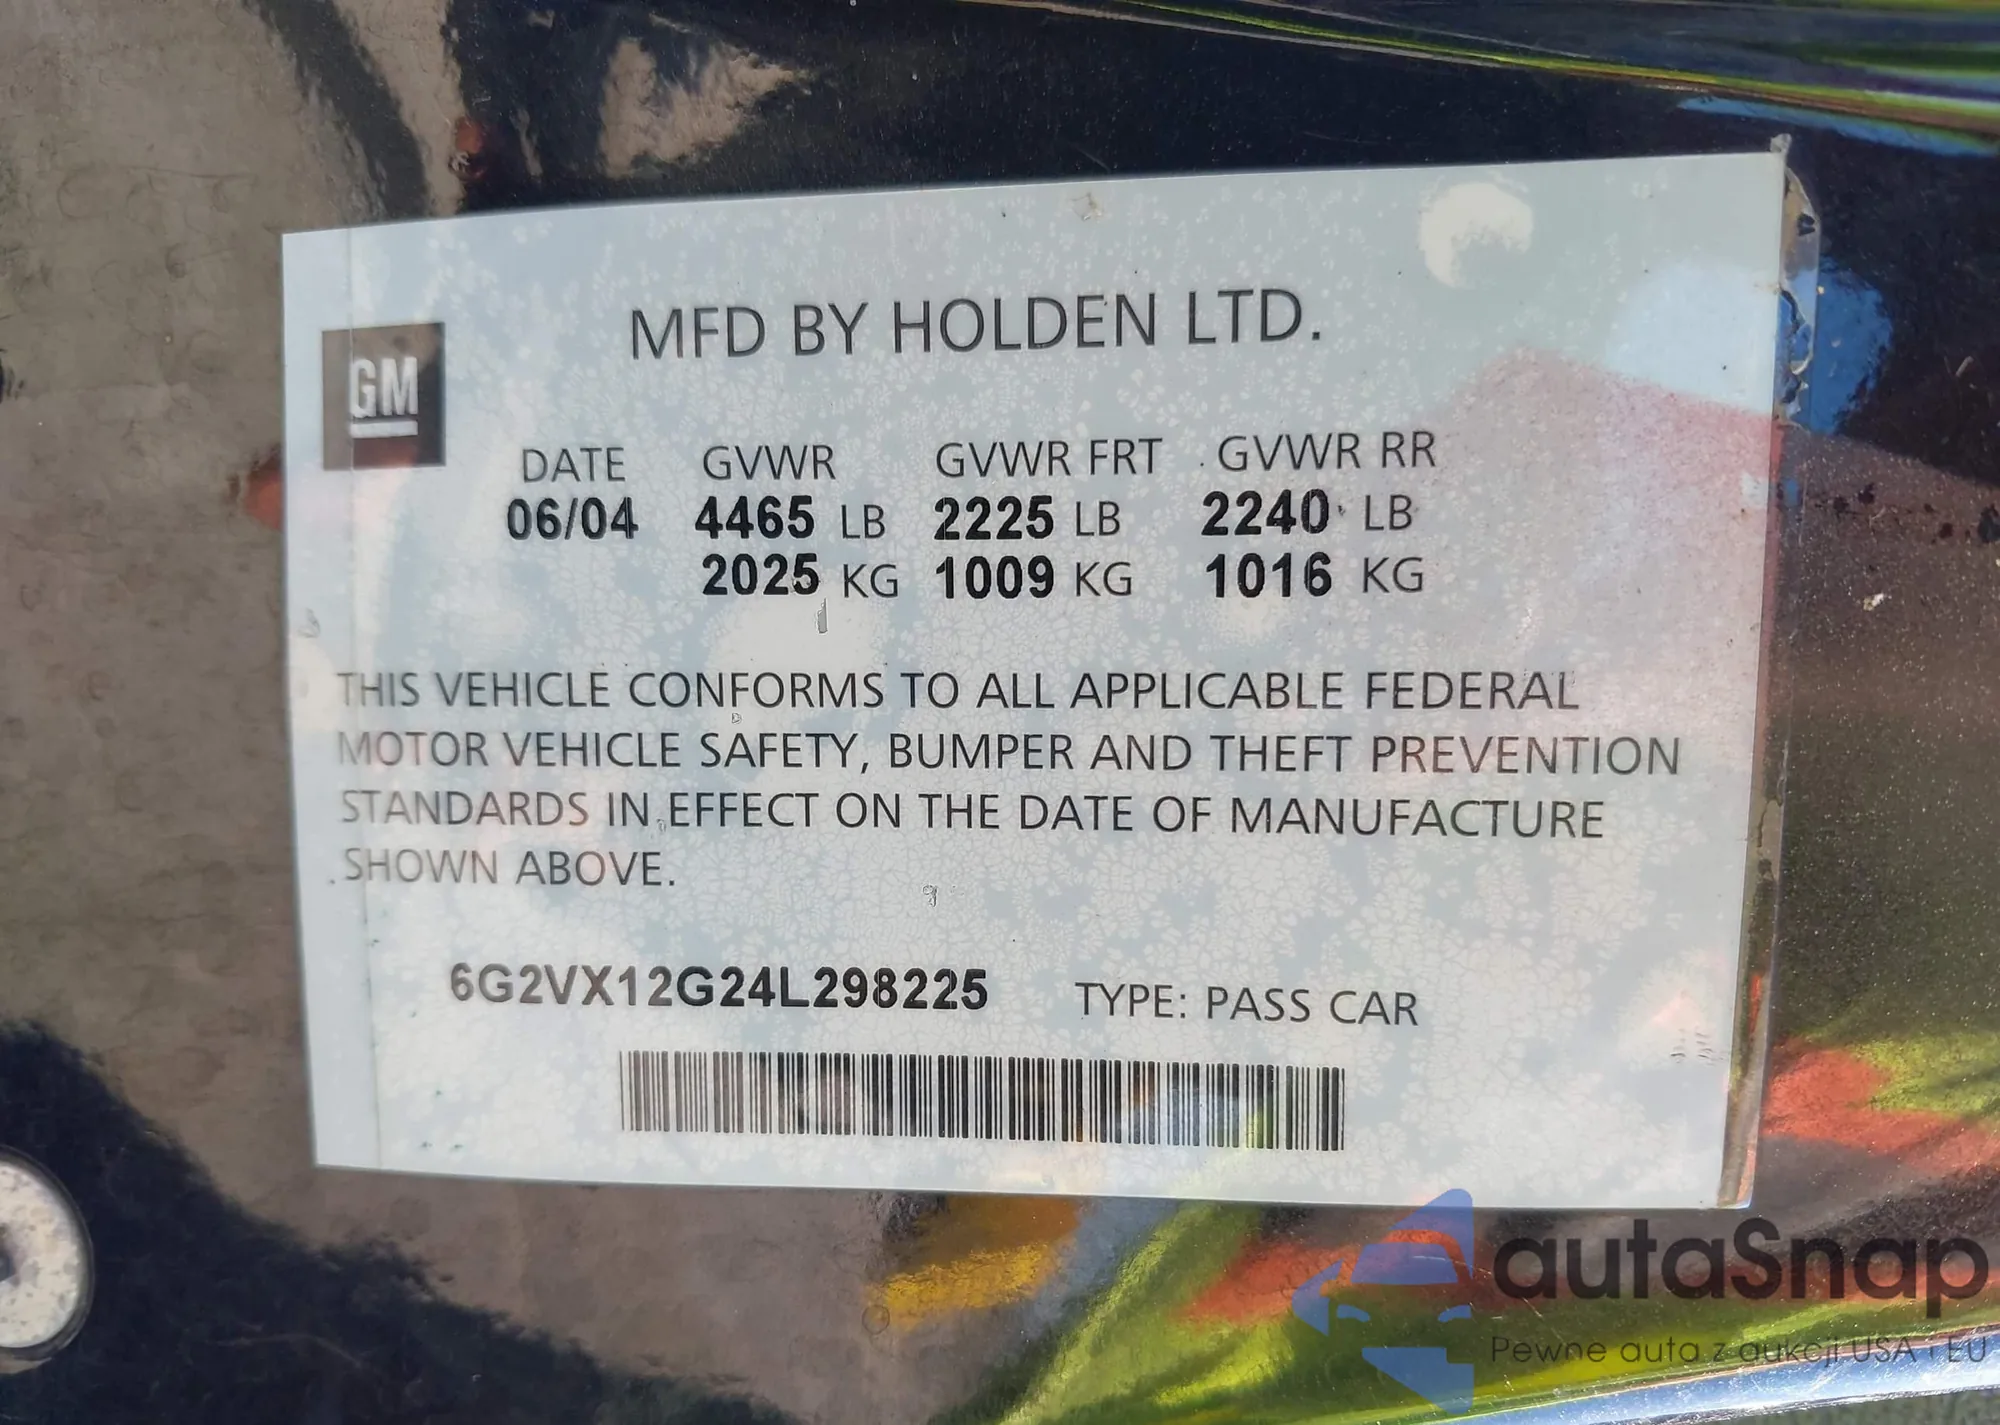 MFD BY HOLDEN LTD.
GM
DATE GVWR GVWR FRT GVWR RR
06/04 4465 LB 2225 LB 2240 LB
2025 KG 1009 KG 1016 KG
THIS VEHICLE CONFORMS TO ALL APPLICABLE FEDERAL
MOTOR VEHICLE SAFETY, BUMPER AND THEFT PREVENTION
STANDARDS IN EFFECT ON THE DATE OF MANUFACTURE
SHOWN ABOVE.
6G2VX12G24L298225 TYPE: PASS CAR
autaSnap
Pewne auta z aukcji USA i EU